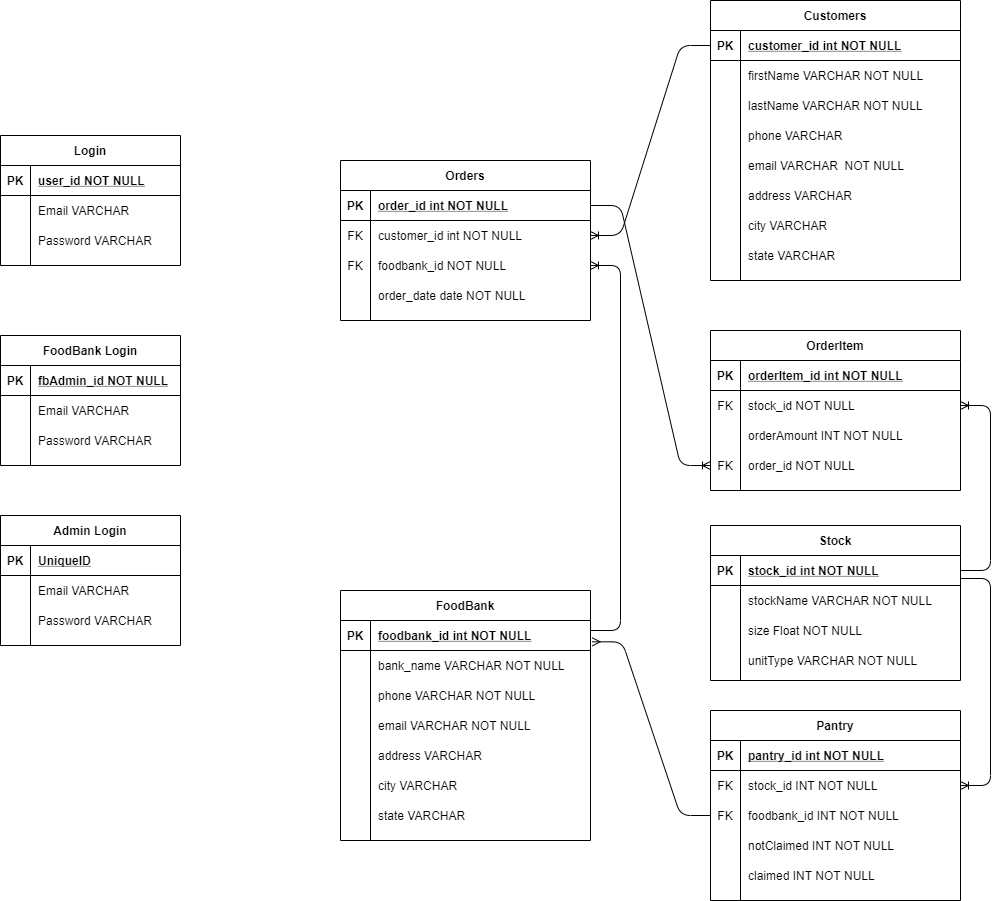 Customers
PK customer_id int NOT NULL
firstName VARCHAR NOT NULL
lastName VARCHAR NOT NULL
phone VARCHAR
email VARCHAR  NOT NULL
address VARCHAR
city VARCHAR
state VARCHAR
Login
PK user_id NOT NULL
Email VARCHAR
Password VARCHAR
Orders
PK order_id int NOT NULL
FK customer_id int NOT NULL
FK foodbank_id NOT NULL
order_date date NOT NULL
FoodBank Login
PK fbAdmin_id NOT NULL
Email VARCHAR
Password VARCHAR
OrderItem
PK orderItem_id int NOT NULL
FK stock_id NOT NULL
orderAmount INT NOT NULL
FK order_id NOT NULL
Admin Login
PK UniqueID
Email VARCHAR
Password VARCHAR
Stock
PK stock_id int NOT NULL
stockName VARCHAR NOT NULL
size Float NOT NULL
unitType VARCHAR NOT NULL
FoodBank
PK foodbank_id int NOT NULL
bank_name VARCHAR NOT NULL
phone VARCHAR NOT NULL
email VARCHAR NOT NULL
address VARCHAR
city VARCHAR
state VARCHAR
Pantry
PK pantry_id int NOT NULL
FK stock_id INT NOT NULL
FK foodbank_id INT NOT NULL
notClaimed INT NOT NULL
claimed INT NOT NULL